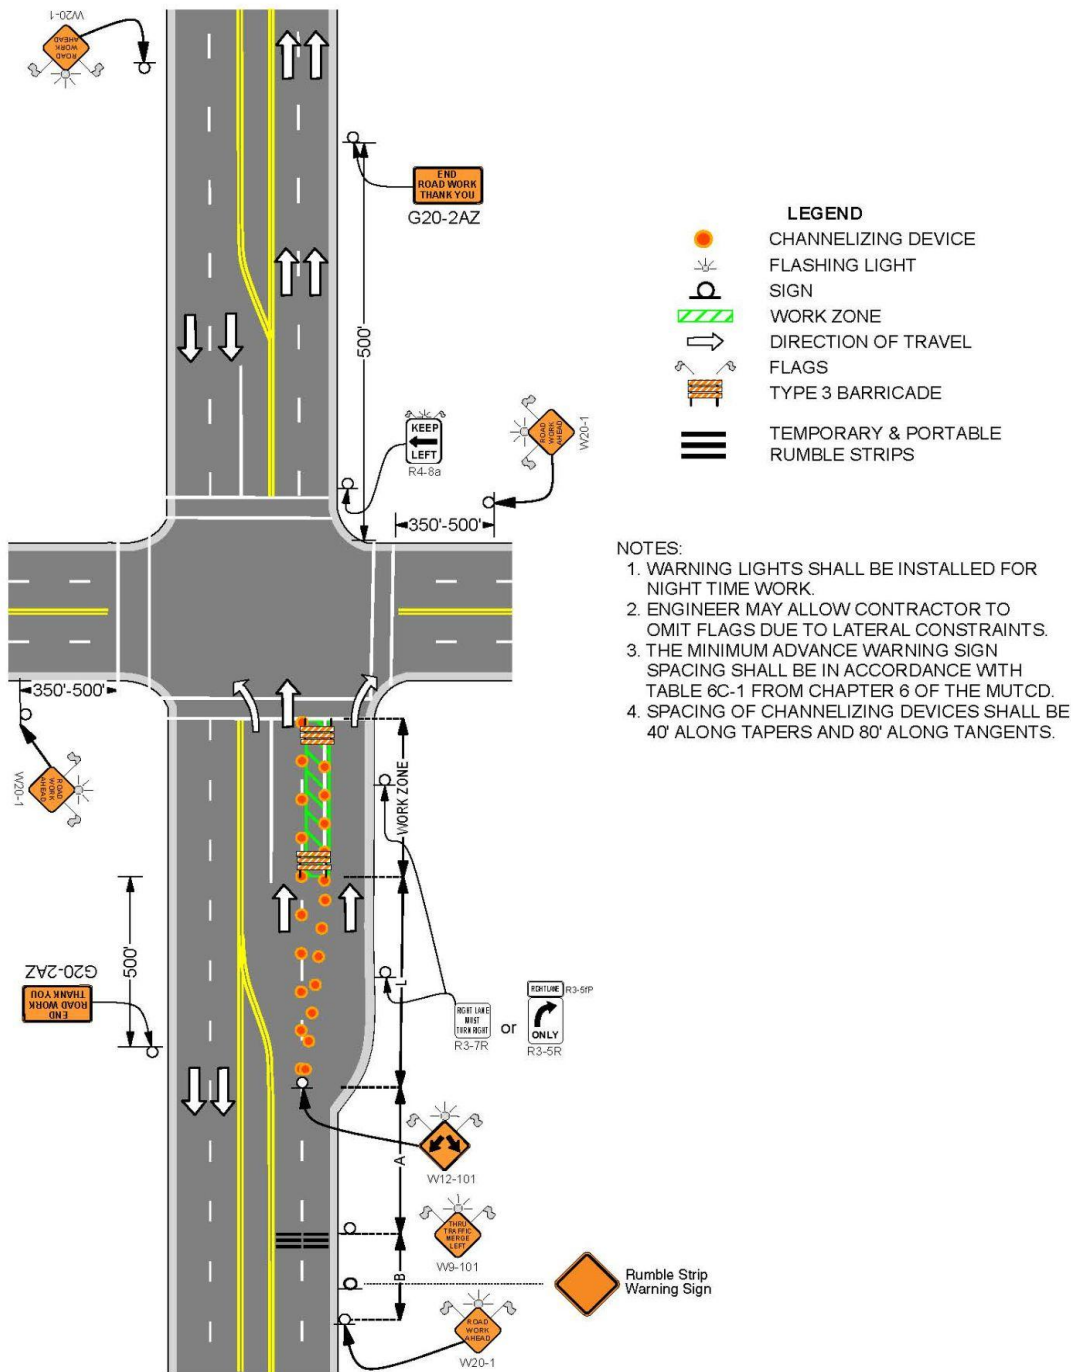 W20-1
ROAD
WORK
AHEAD
END
ROAD WORK
THANK YOU
G20-2AZ
500'
KEEP
LEFT
R4-8a
ROAD
WORK
AHEAD
W20-1
350'-500'
350'-500'
W20-1
ROAD
WORK
AHEAD
WORK ZONE
500'
G20-2AZ
END
ROAD WORK
THANK YOU
L
RIGHT LANE
MUST
TURN RIGHT
R3-7R
or
RIGHT LANE
R3-5fP
ONLY
R3-5R
A
W12-101
THRU
TRAFFIC
MERGE
LEFT
W9-101
B
Rumble Strip
Warning Sign
ROAD
WORK
AHEAD
W20-1
LEGEND
CHANNELIZING DEVICE
FLASHING LIGHT
SIGN
WORK ZONE
DIRECTION OF TRAVEL
FLAGS
TYPE 3 BARRICADE
TEMPORARY & PORTABLE
RUMBLE STRIPS
NOTES:
1. WARNING LIGHTS SHALL BE INSTALLED FOR
NIGHT TIME WORK.
2. ENGINEER MAY ALLOW CONTRACTOR TO
OMIT FLAGS DUE TO LATERAL CONSTRAINTS.
3. THE MINIMUM ADVANCE WARNING SIGN
SPACING SHALL BE IN ACCORDANCE WITH
TABLE 6C-1 FROM CHAPTER 6 OF THE MUTCD.
4. SPACING OF CHANNELIZING DEVICES SHALL BE
40' ALONG TAPERS AND 80' ALONG TANGENTS.